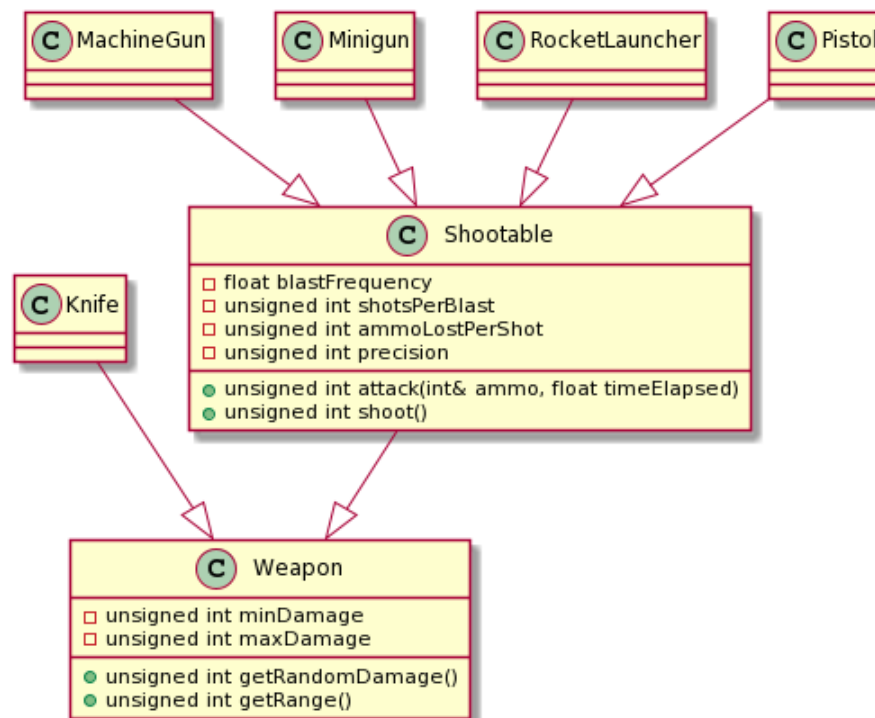 C MachineGun
C Minigun
C RocketLauncher
C Pistol
C Shootable
float blastFrequency
unsigned int shotsPerBlast
unsigned int ammoLostPerShot
unsigned int precision
unsigned int attack(int& ammo, float timeElapsed)
unsigned int shoot()
C Knife
C Weapon
unsigned int minDamage
unsigned int maxDamage
unsigned int getRandomDamage()
unsigned int getRange()